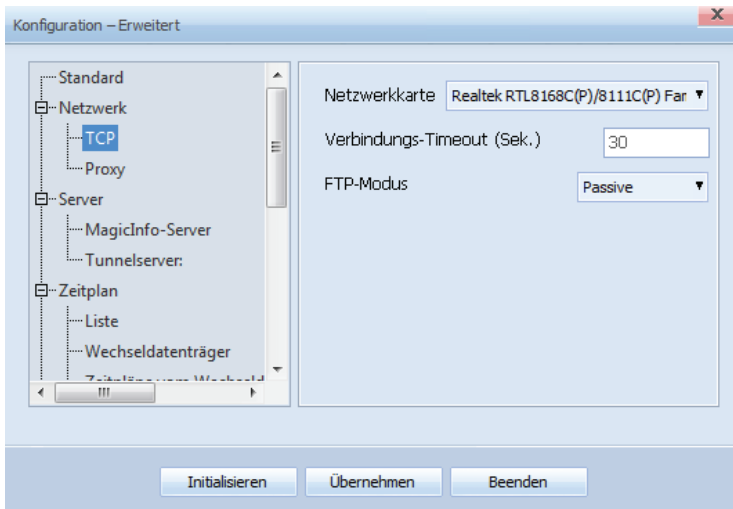 Konfiguration – Erweitert
Standard
Netzwerk
TCP
Proxy
Server
MagicInfo-Server
Tunnelserver:
Zeitplan
Liste
Wechseldatenträger
Netzwerkkarte Realtek RTL8168C(P)/8111C(P) Far
Verbindungs-Timeout (Sek.) 30
FTP-Modus Passive
Initialisieren Übernehmen Beenden